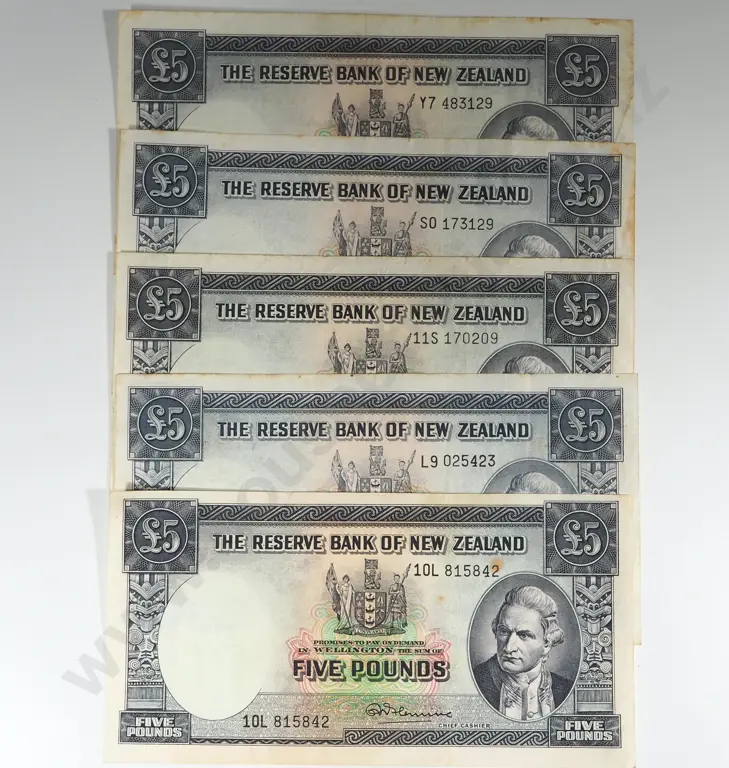 £5 £5
THE RESERVE BANK OF NEW ZEALAND
Y7 483129
£5 £5
THE RESERVE BANK OF NEW ZEALAND
S0 173129
£5 £5
THE RESERVE BANK OF NEW ZEALAND
11S 170209
£5 £5
THE RESERVE BANK OF NEW ZEALAND
L9 025423
£5 £5
THE RESERVE BANK OF NEW ZEALAND
10L 815842
PROMISES TO PAY ON DEMAND
IN WELLINGTON THE SUM OF
FIVE POUNDS
10L 815842
CHIEF CASHIER
FIVE POUNDS
FIVE POUNDS